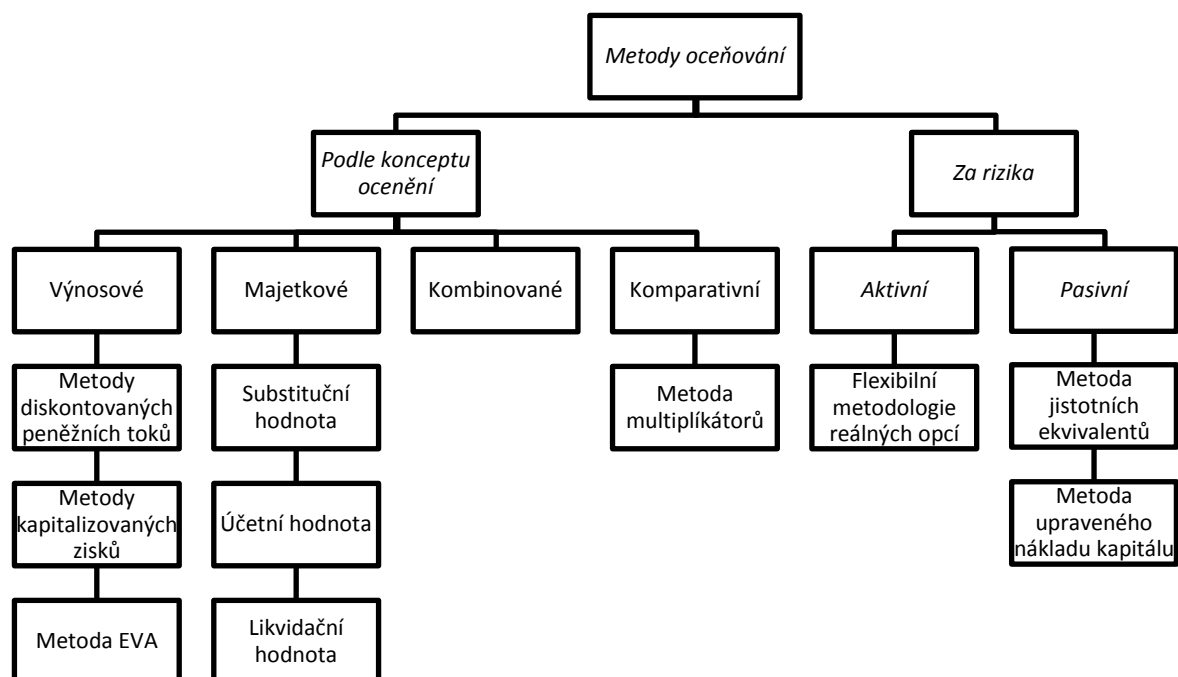 Metody oceňování
Podle konceptu
ocenění
Za rizika
Výnosové
Majetkové
Kombinované
Komparativní
Aktivní
Pasivní
Metody
diskontovaných
peněžních toků
Substituční
hodnota
Metoda
multiplíkátorů
Flexibilní
metodologie
reálných opcí
Metoda
jistotních
ekvivalentů
Metody
kapitalizovaných
zisků
Účetní hodnota
Metoda
upraveného
nákladu kapitálu
Metoda EVA
Likvidační
hodnota